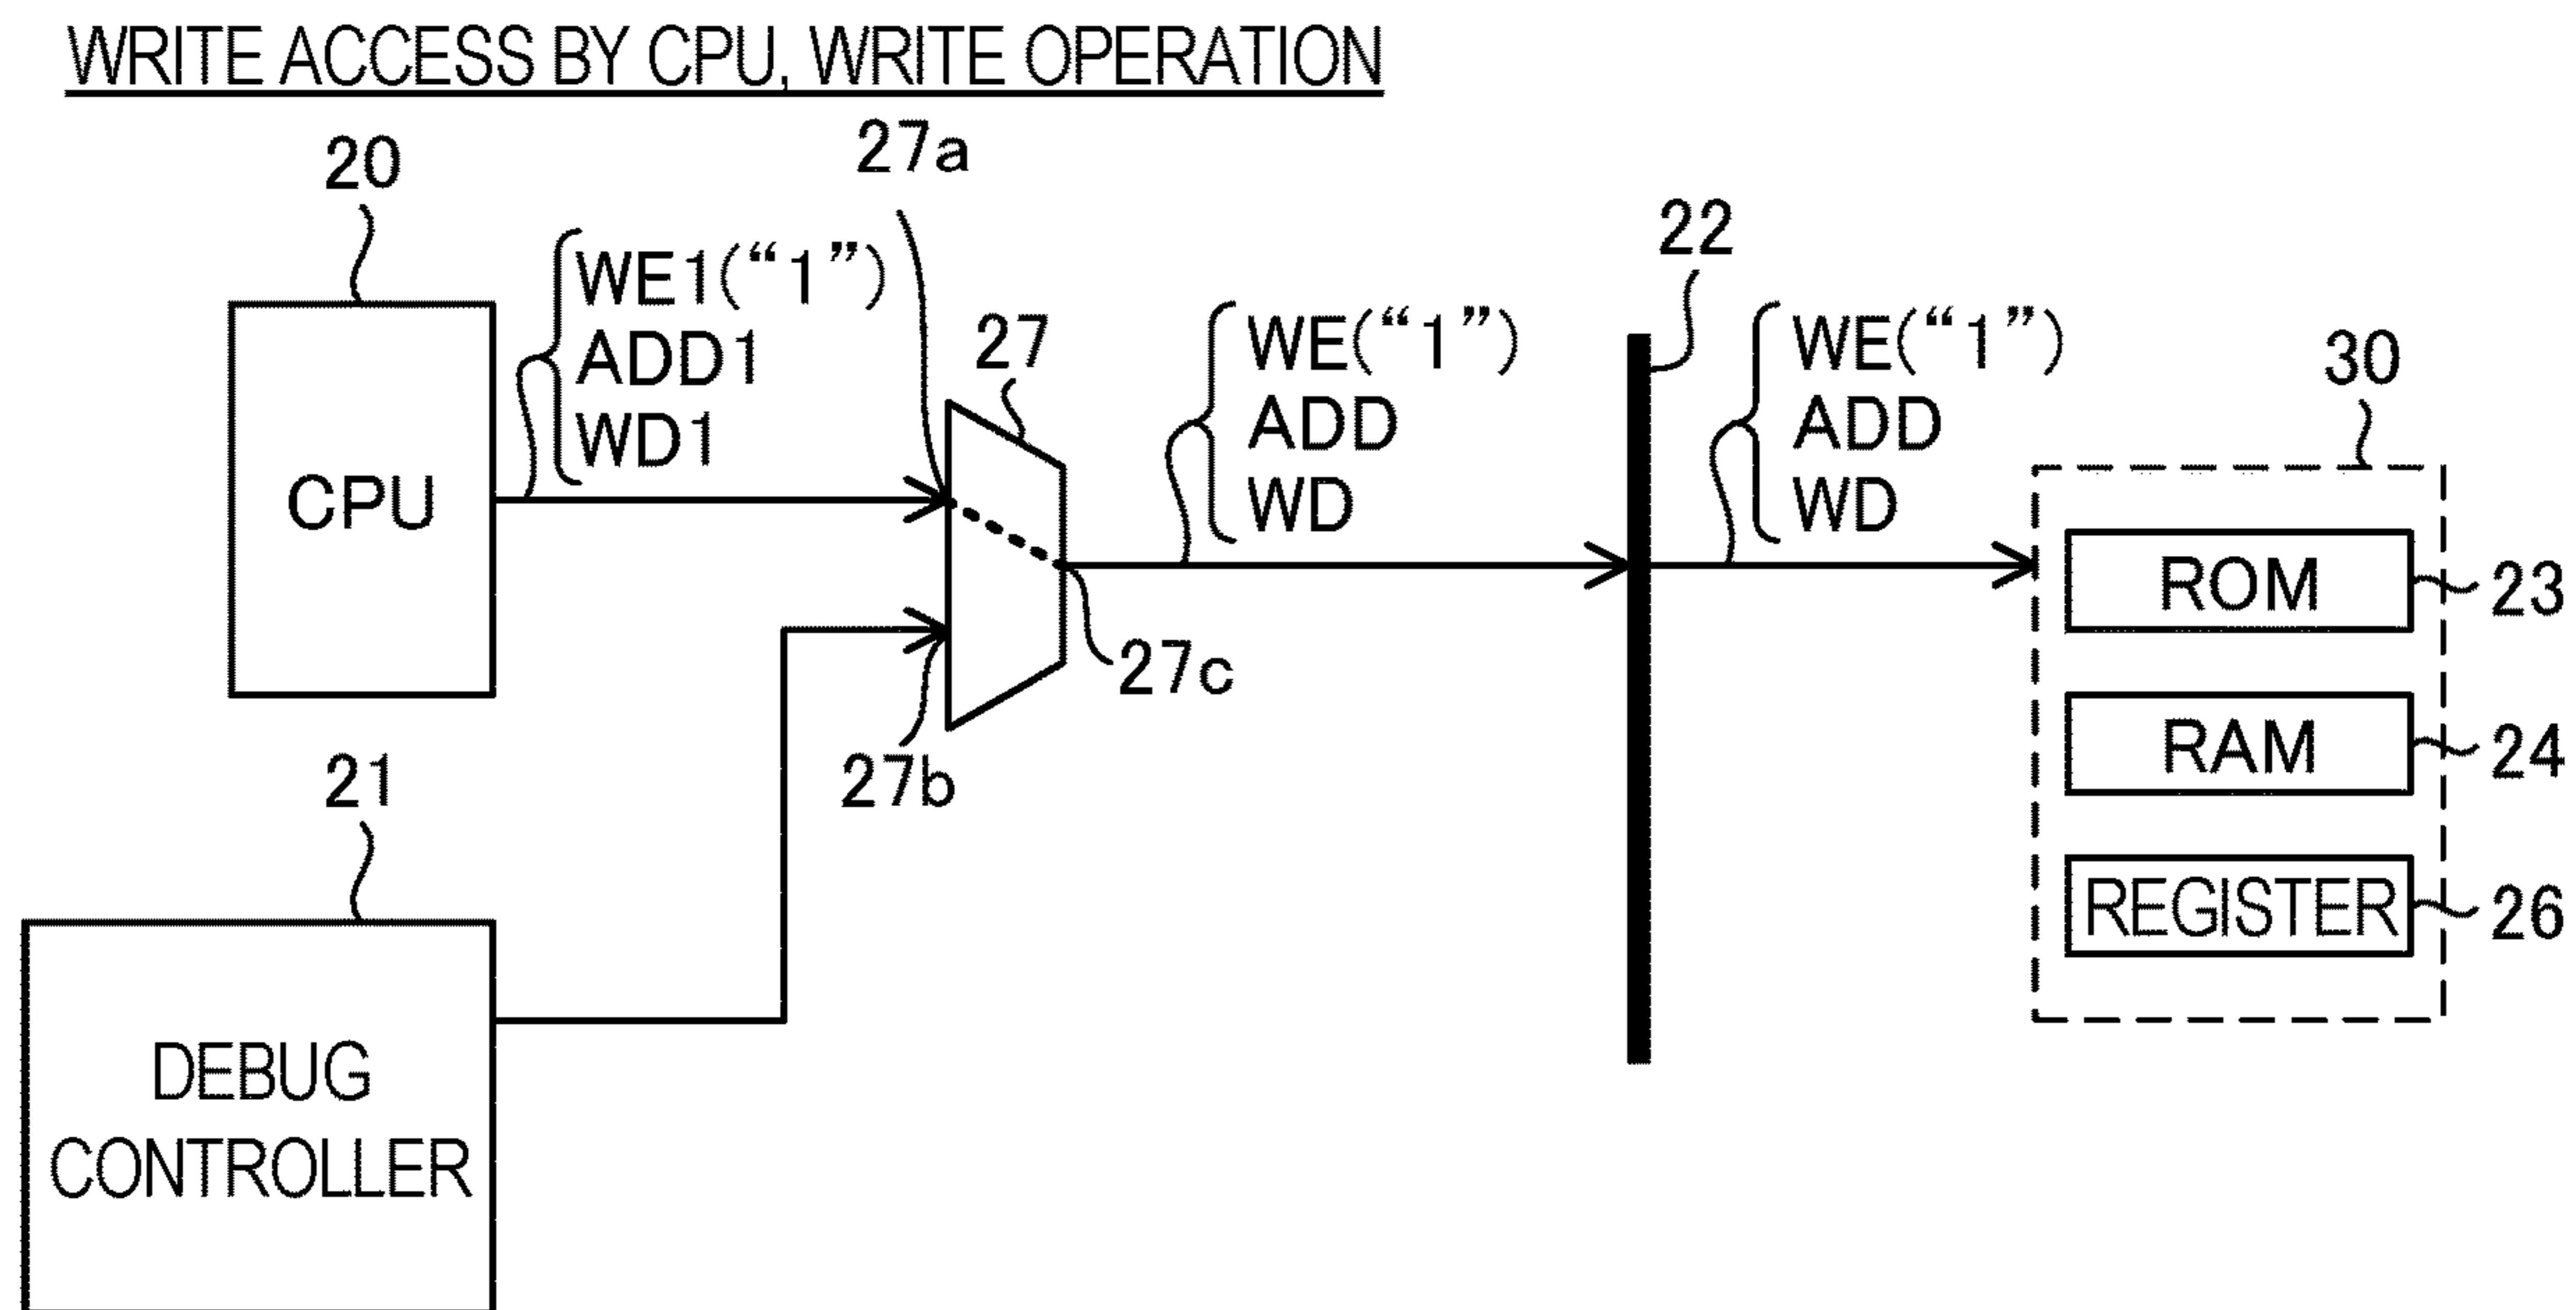 WRITE ACCESS BY CPU, WRITE OPERATION
20
27a
WE1(“1”)
ADD1
WD1
CPU
27
WE(“1”)
ADD
WD
22
WE(“1”)
ADD
WD
30
ROM
23
RAM
24
REGISTER
26
27c
27b
21
DEBUG
CONTROLLER